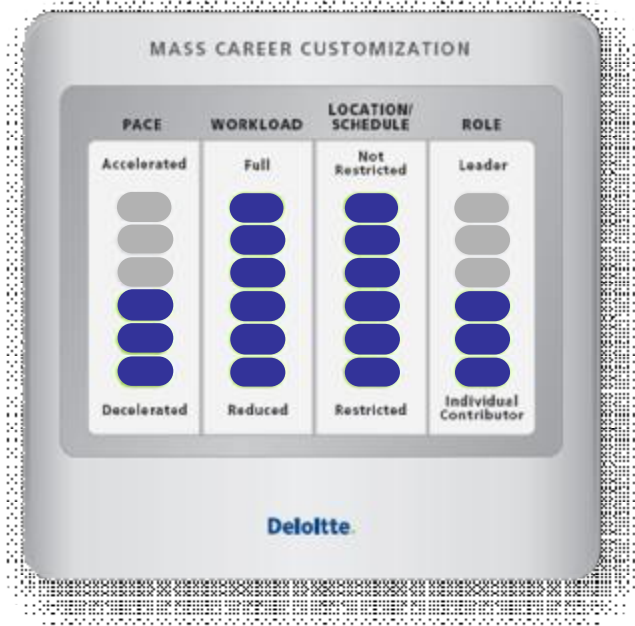 MASS CAREER CUSTOMIZATION
PACE
WORKLOAD
LOCATION/
SCHEDULE
ROLE
Accelerated
Full
Not
Restricted
Leader
Decelerated
Reduced
Restricted
Individual
Contributor
Deloitte.